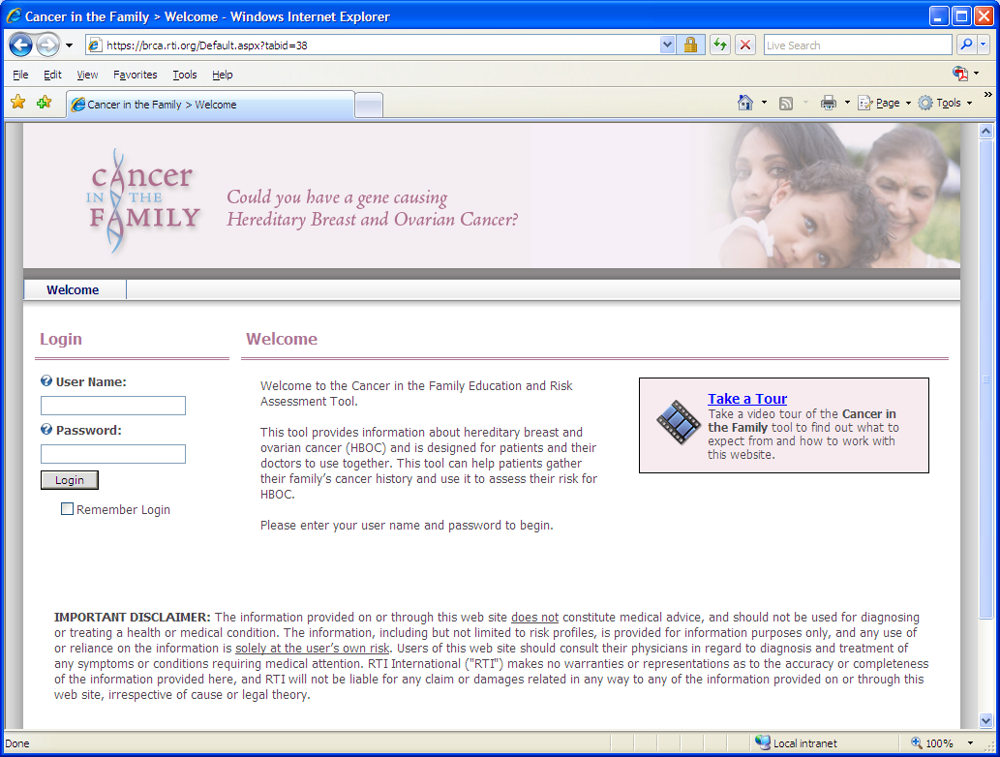 Cancer in the Family > Welcome - Windows Internet Explorer
https://brca.rti.org/Default.aspx?tabid=38
Live Search
File Edit View Favorites Tools Help
Cancer in the Family > Welcome
Page Tools
cancer
IN THE
FAMILY
Could you have a gene causing
Hereditary Breast and Ovarian Cancer?
Welcome
Login
User Name:
Password:
Login
Remember Login
Welcome
Welcome to the Cancer in the Family Education and Risk
Assessment Tool.
This tool provides information about hereditary breast and
ovarian cancer (HBOC) and is designed for patients and their
doctors to use together. This tool can help patients gather
their family's cancer history and use it to assess their risk for
HBOC.
Please enter your user name and password to begin.
Take a Tour
Take a video tour of the Cancer
in the Family tool to find out what to
expect from and how to work with
this website.
IMPORTANT DISCLAIMER: The information provided on or through this web site does not constitute medical advice, and should not be used for diagnosing
or treating a health or medical condition. The information, including but not limited to risk profiles, is provided for information purposes only, and any use of
or reliance on the information is solely at the user's own risk. Users of this web site should consult their physicians in regard to diagnosis and treatment of
any symptoms or conditions requiring medical attention. RTI International ("RTI") makes no warranties or representations as to the accuracy or completeness
of the information provided here, and RTI will not be liable for any claim or damages related in any way to any of the information provided on or through this
web site, irrespective of cause or legal theory.
Done
Local intranet
100%